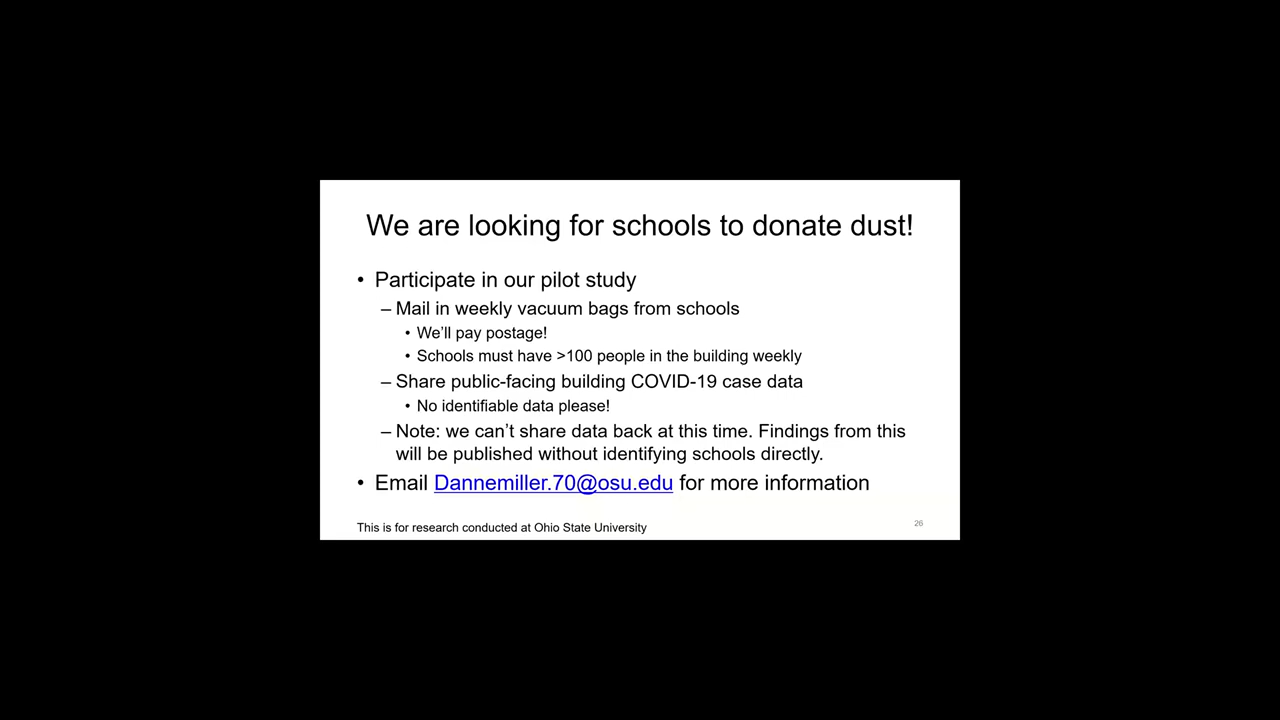 We are looking for schools to donate dust!
• Participate in our pilot study
– Mail in weekly vacuum bags from schools
• We'll pay postage!
• Schools must have >100 people in the building weekly
– Share public-facing building COVID-19 case data
• No identifiable data please!
– Note: we can't share data back at this time. Findings from this
will be published without identifying schools directly.
• Email Dannemiller.70@osu.edu for more information
This is for research conducted at Ohio State University
26